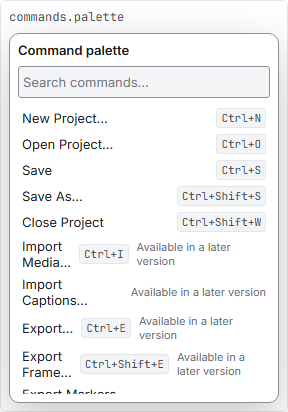 commands.palette
Command palette
Search commands...
New Project... Ctrl+N
Open Project... Ctrl+O
Save Ctrl+S
Save As... Ctrl+Shift+S
Close Project Ctrl+Shift+W
Import Media... Ctrl+I Available in a later version
Import Captions... Available in a later version
Export... Ctrl+E Available in a later version
Export Frame... Ctrl+Shift+E Available in a later version
Export Markers